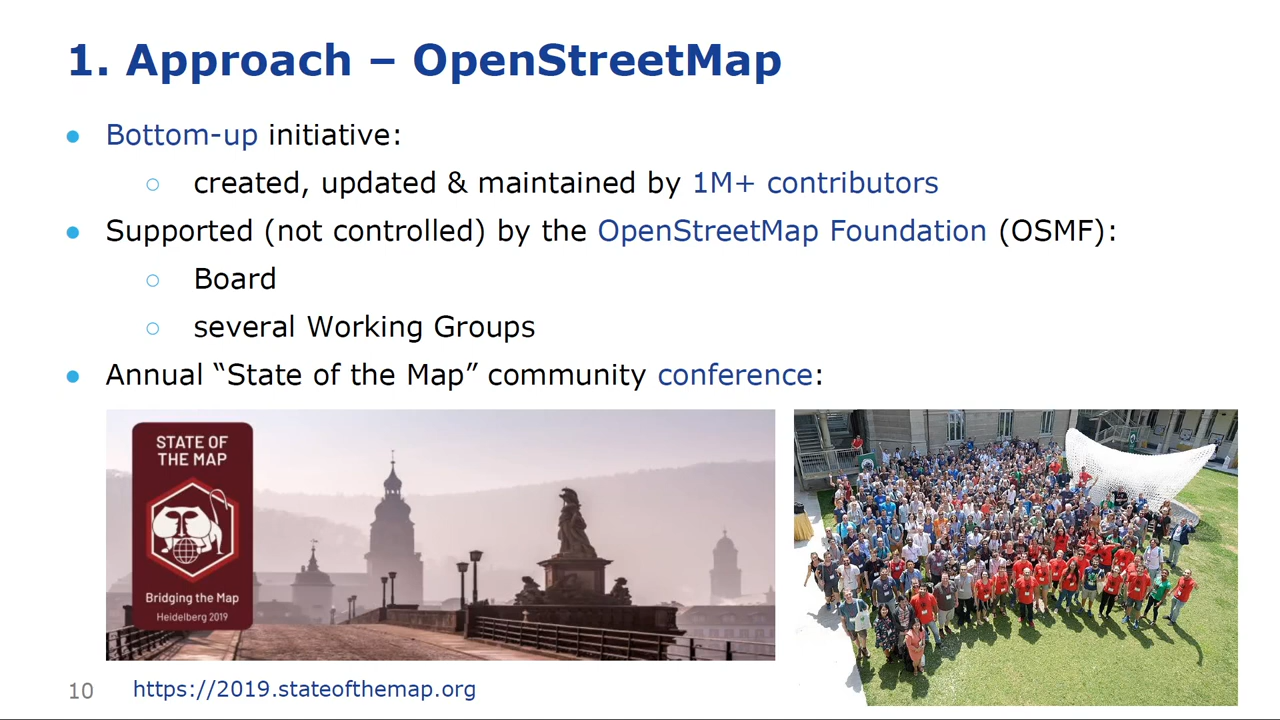 1. Approach – OpenStreetMap
● Bottom-up initiative:
○ created, updated & maintained by 1M+ contributors
● Supported (not controlled) by the OpenStreetMap Foundation (OSMF):
○ Board
○ several Working Groups
● Annual “State of the Map” community conference:
STATE OF
THE MAP
Bridging the Map
Heidelberg 2019
10 https://2019.stateofthemap.org